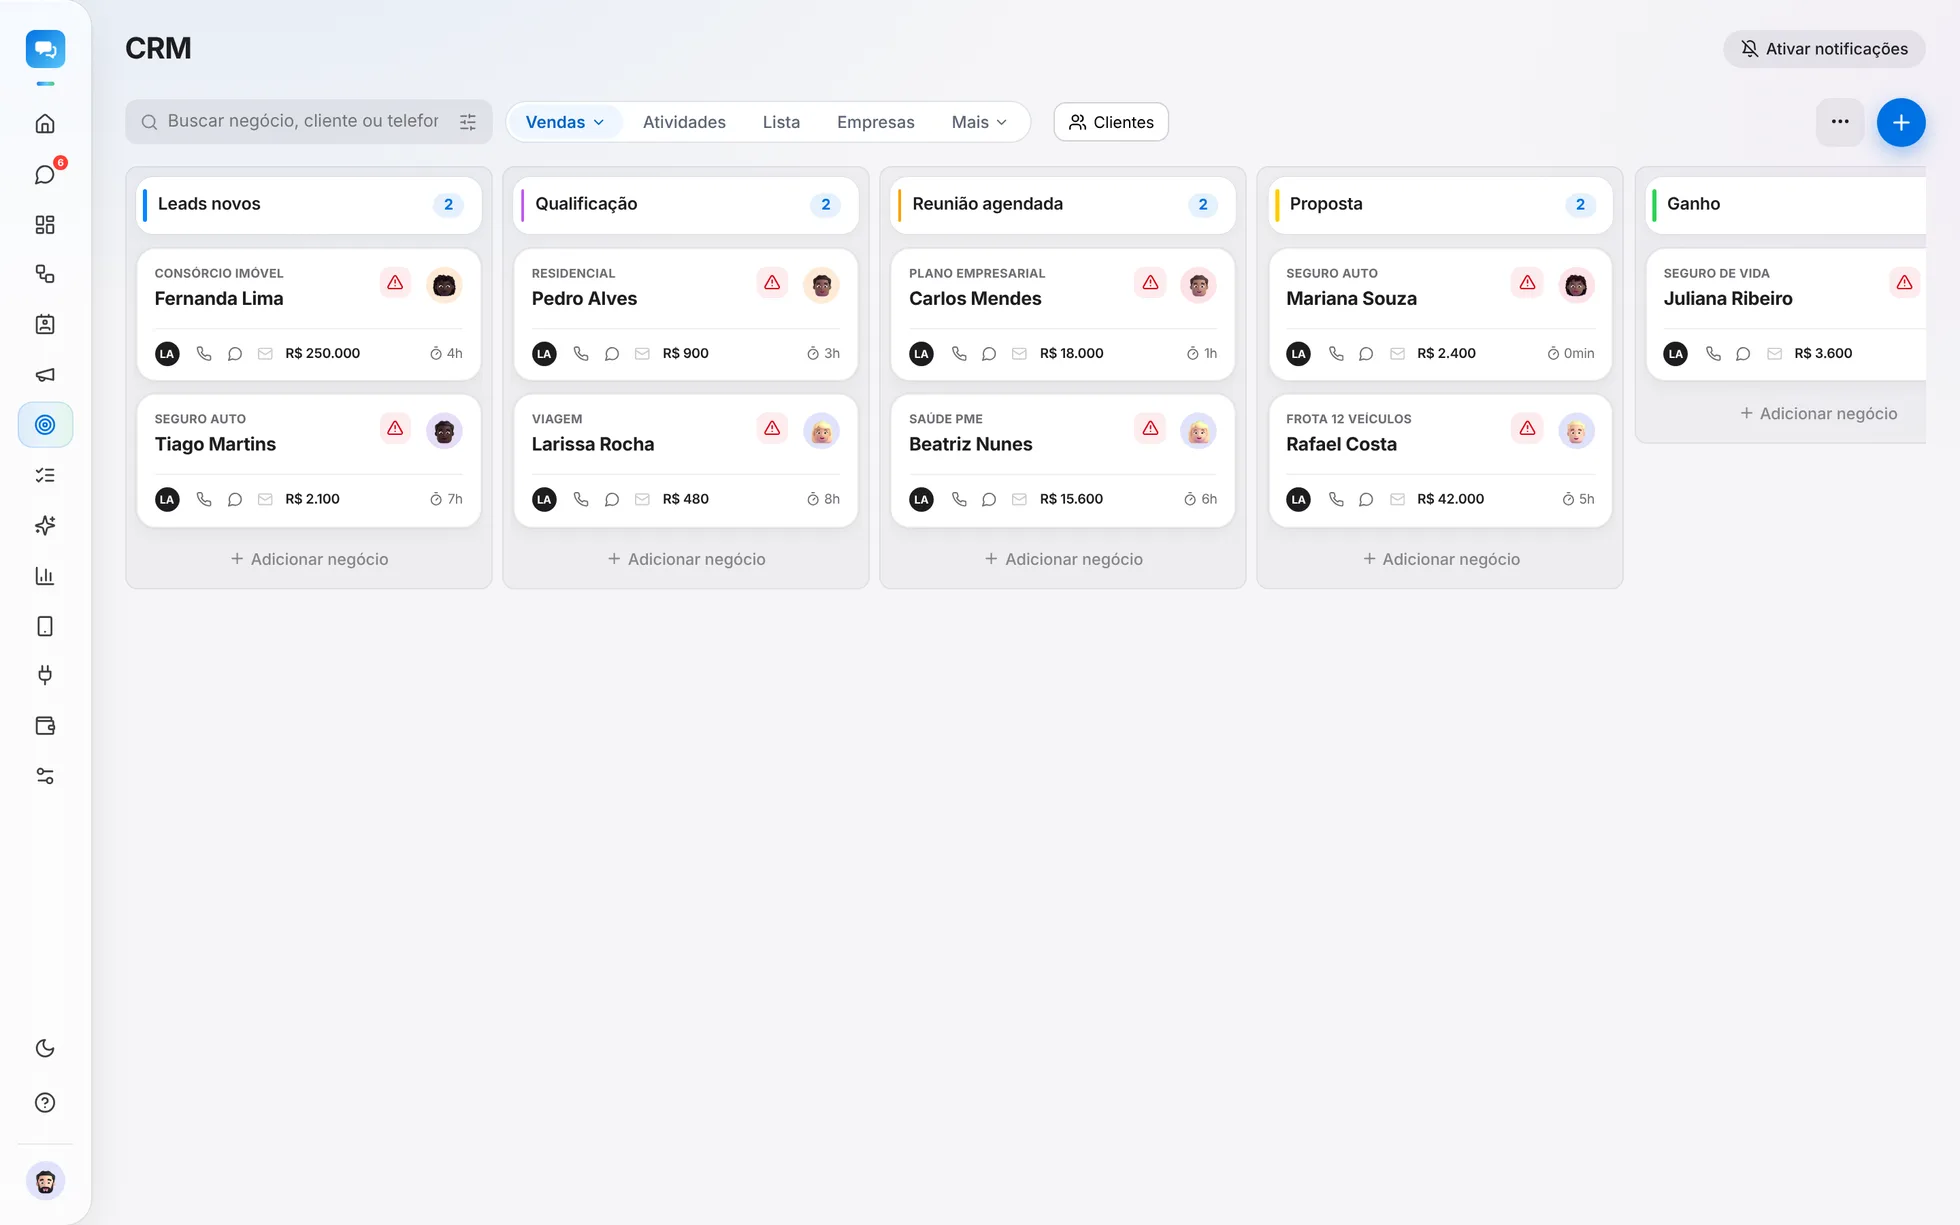 CRM
Ativar notificações
6
Buscar negócio, cliente ou telefor
Vendas
Atividades
Lista
Empresas
Mais
Clientes
Leads novos
2
CONSÓRCIO IMÓVEL
Fernanda Lima
LA
R$ 250.000
4h
SEGURO AUTO
Tiago Martins
LA
R$ 2.100
7h
+ Adicionar negócio
Qualificação
2
RESIDENCIAL
Pedro Alves
LA
R$ 900
3h
VIAGEM
Larissa Rocha
LA
R$ 480
8h
+ Adicionar negócio
Reunião agendada
2
PLANO EMPRESARIAL
Carlos Mendes
LA
R$ 18.000
1h
SAÚDE PME
Beatriz Nunes
LA
R$ 15.600
6h
+ Adicionar negócio
Proposta
2
SEGURO AUTO
Mariana Souza
LA
R$ 2.400
0min
FROTA 12 VEÍCULOS
Rafael Costa
LA
R$ 42.000
5h
+ Adicionar negócio
Ganho
SEGURO DE VIDA
Juliana Ribeiro
LA
R$ 3.600
+ Adicionar negócio